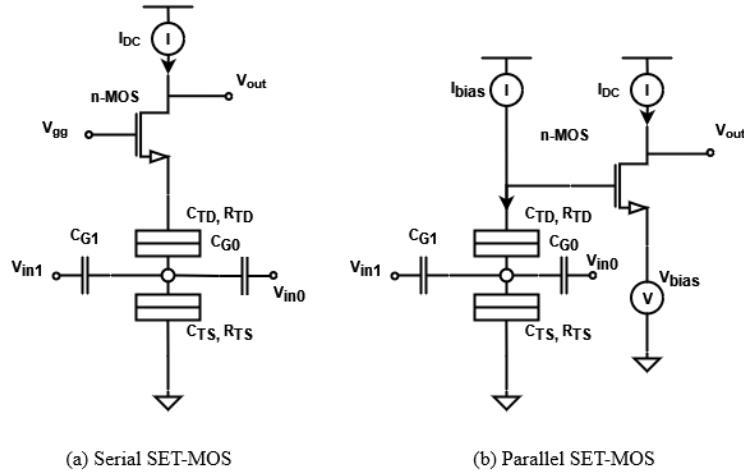 I_DC
I
n-MOS
V_out
V_gg
C_TD, R_TD
C_G1
C_G0
V_in1
V_in0
C_TS, R_TS
(a) Serial SET-MOS
I_bias
I
I_DC
I
n-MOS
V_out
C_TD, R_TD
C_G1
C_G0
V_in1
V_in0
C_TS, R_TS
V_bias
V
(b) Parallel SET-MOS